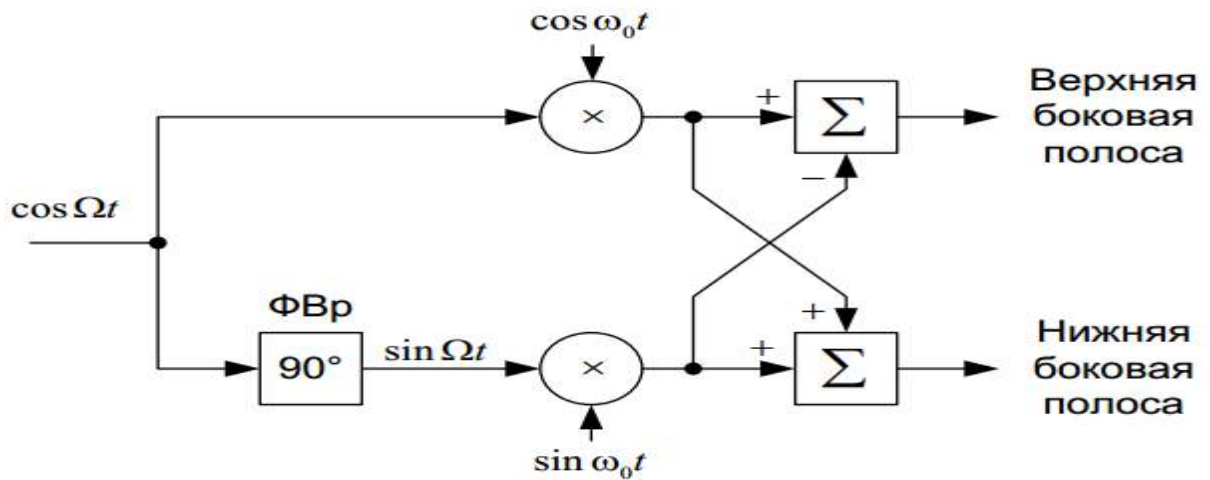 cos ω₀t
×
+
Σ
Верхняя
боковая
полоса
−
cos Ωt
ФВр
90°
sin Ωt
×
+
+
Σ
Нижняя
боковая
полоса
sin ω₀t